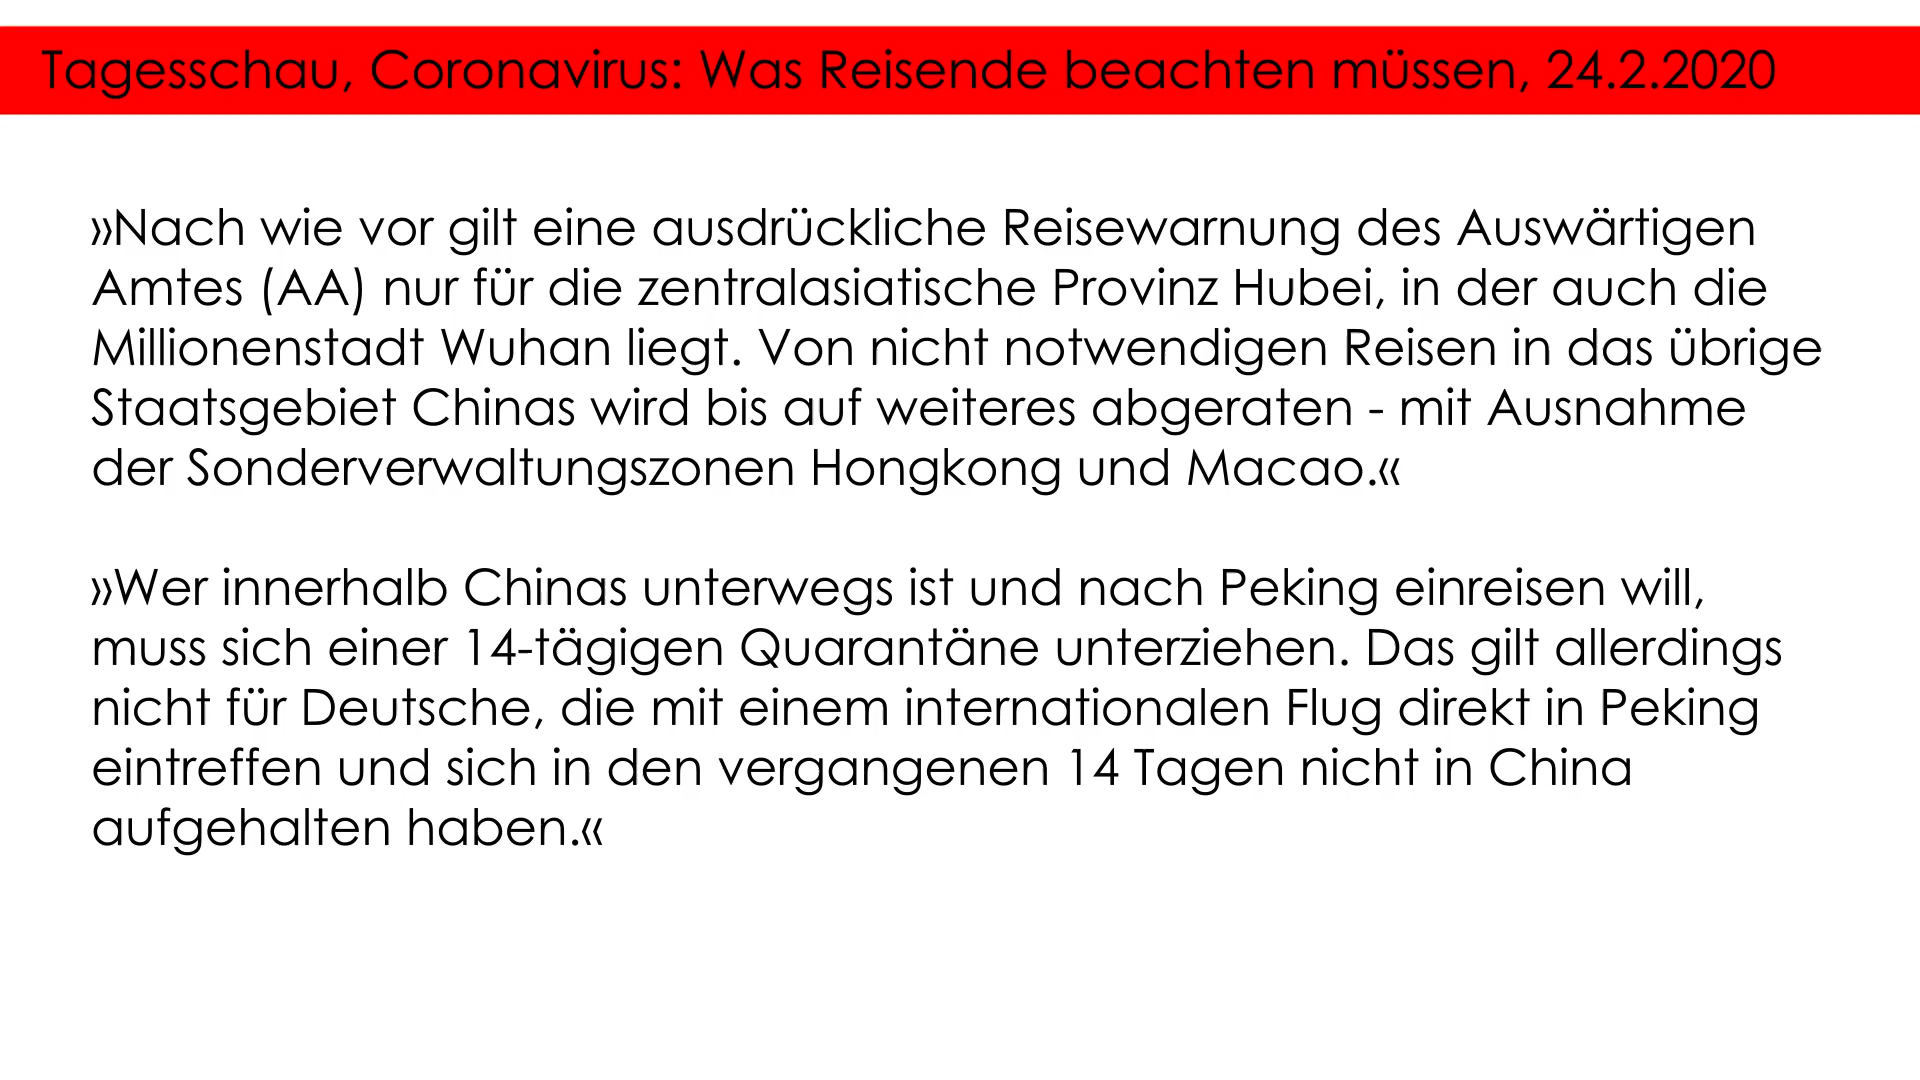 Tagesschau, Coronavirus: Was Reisende beachten müssen, 24.2.2020
»Nach wie vor gilt eine ausdrückliche Reisewarnung des Auswärtigen
Amtes (AA) nur für die zentralasiatische Provinz Hubei, in der auch die
Millionenstadt Wuhan liegt. Von nicht notwendigen Reisen in das übrige
Staatsgebiet Chinas wird bis auf weiteres abgeraten - mit Ausnahme
der Sonderverwaltungszonen Hongkong und Macao.«
»Wer innerhalb Chinas unterwegs ist und nach Peking einreisen will,
muss sich einer 14-tägigen Quarantäne unterziehen. Das gilt allerdings
nicht für Deutsche, die mit einem internationalen Flug direkt in Peking
eintreffen und sich in den vergangenen 14 Tagen nicht in China
aufgehalten haben.«